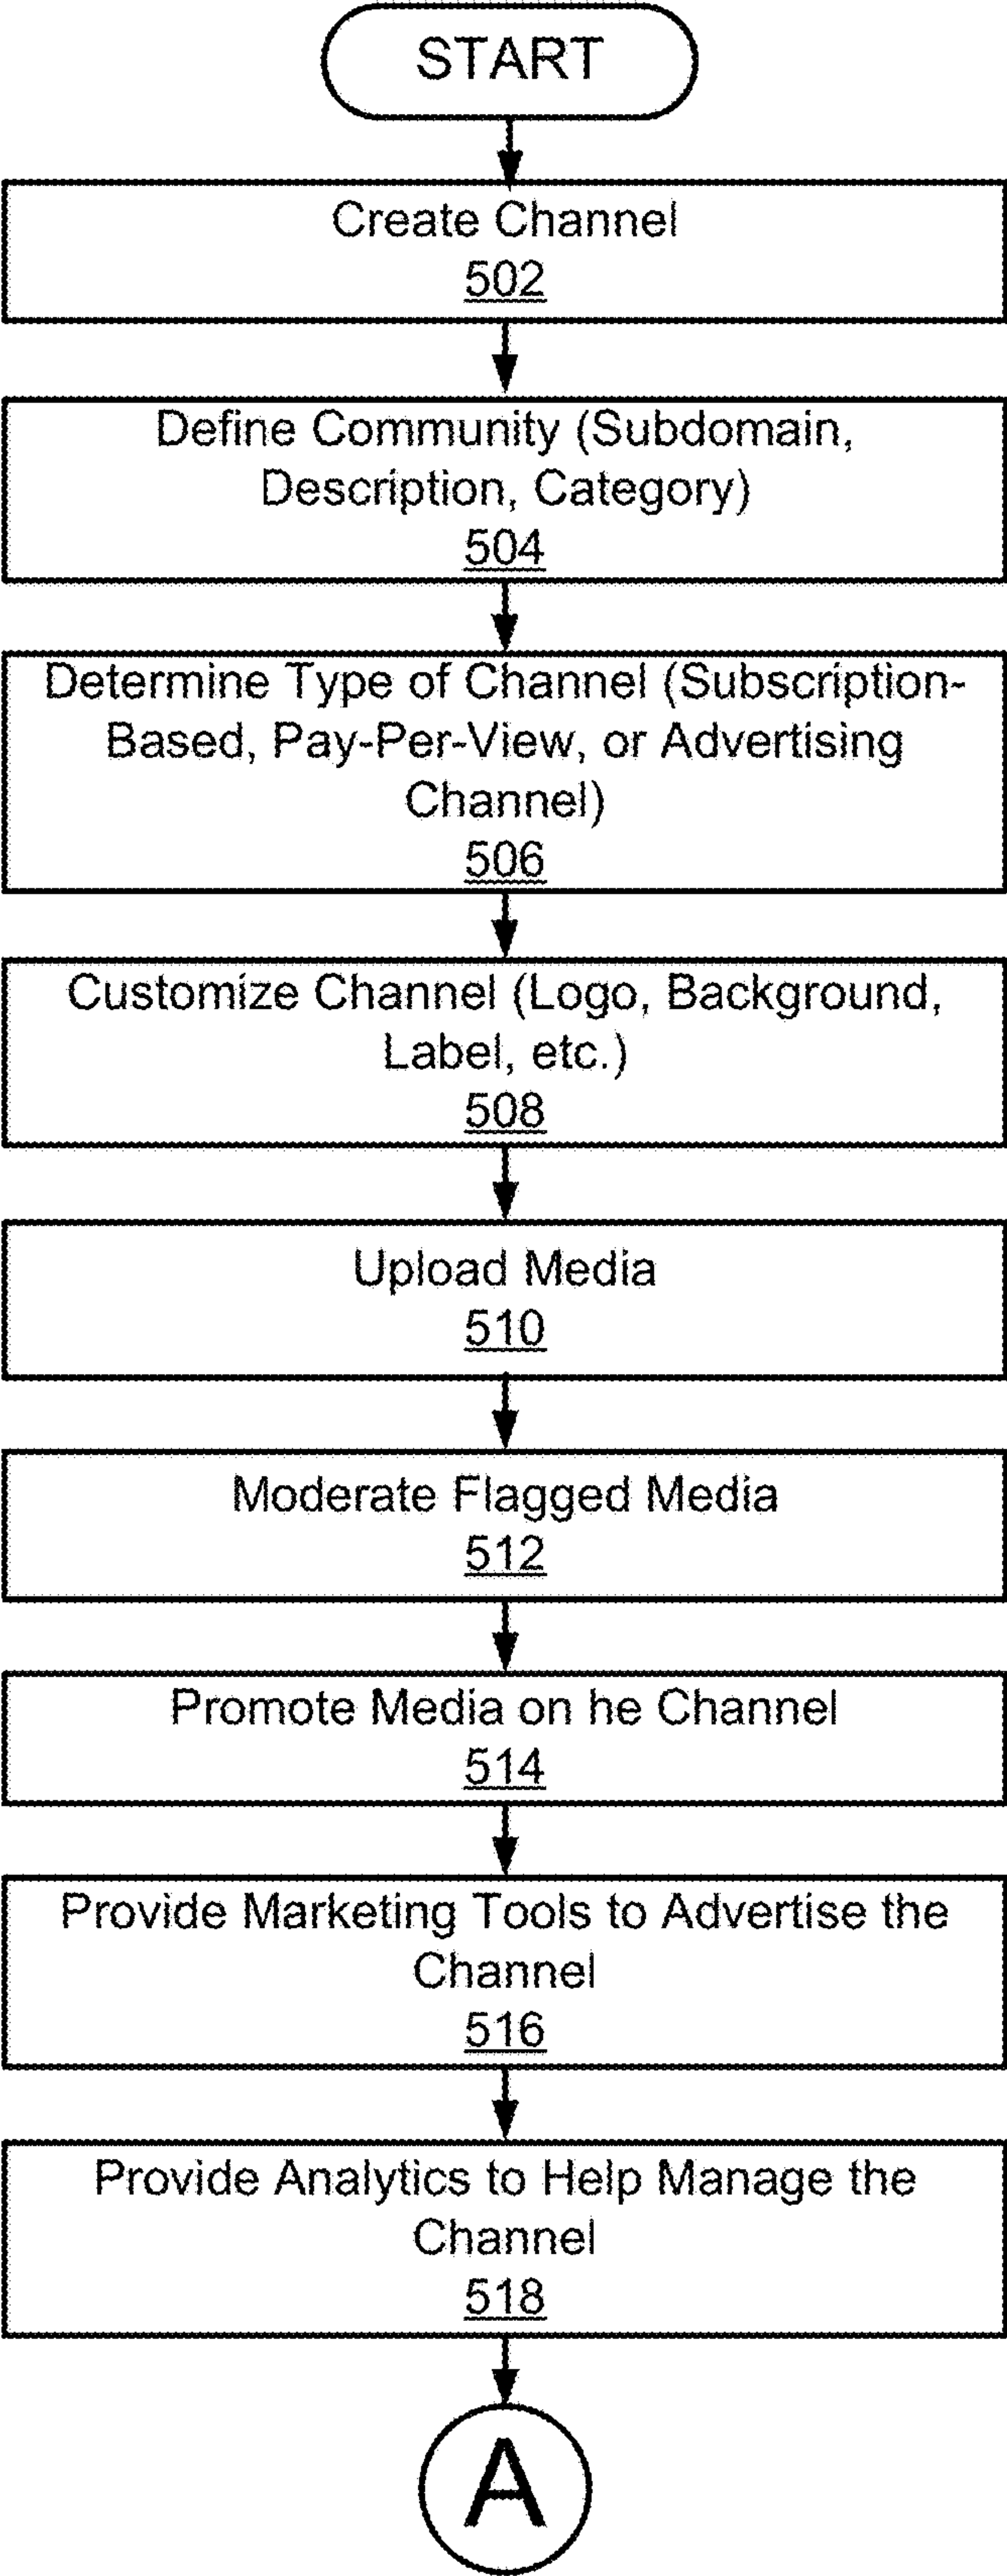 START
Create Channel
502
Define Community (Subdomain,
Description, Category)
504
Determine Type of Channel (Subscription-
Based, Pay-Per-View, or Advertising
Channel)
506
Customize Channel (Logo, Background,
Label, etc.)
508
Upload Media
510
Moderate Flagged Media
512
Promote Media on he Channel
514
Provide Marketing Tools to Advertise the
Channel
516
Provide Analytics to Help Manage the
Channel
518
A